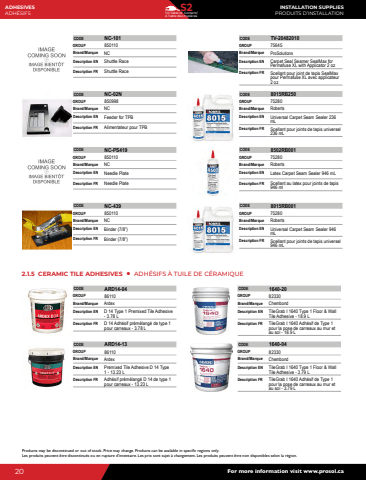 ADHESIVES
ADHÉSIFS
S2
INSTALLATION SUPPLIES
PRODUITS D'INSTALLATION
IMAGE
COMING SOON
IMAGE BIENTÔT
DISPONIBLE
CODE NC-101
GROUP 850110
Brand/Marque NC
Description EN Shuttle Race
Description FR Shuttle Race
CODE TV-20482010
GROUP 75645
Brand/Marque ProSolutions
Description EN Carpet Seal Seamer SealMax for
Permafuse XL with Applicator 2 oz
Description FR Scellant pour joint de tapis SealMax
pour Permafuse XL avec applicateur
2 oz
CODE NC-02N
GROUP 850998
Brand/Marque NC
Description EN Feeder for TPB
Description FR Alimentateur pour TPB
CODE 8015RB250
GROUP 75280
Brand/Marque Roberts
Description EN Universal Carpet Seam Sealer 236
mL
Description FR Scellant pour joints de tapis universel
236 mL
IMAGE
COMING SOON
IMAGE BIENTÔT
DISPONIBLE
CODE NC-PS419
GROUP 850110
Brand/Marque NC
Description EN Needle Plate
Description FR Needle Plate
CODE 8502RB001
GROUP 75280
Brand/Marque Roberts
Description EN Latex Carpet Seam Sealer 946 mL
Description FR Scellant au latex pour joints de tapis
946 ml
CODE NC-439
GROUP 850110
Brand/Marque NC
Description EN Binder (7/8")
Description FR Binder (7/8")
CODE 8015RB001
GROUP 75280
Brand/Marque Roberts
Description EN Universal Carpet Seam Sealer 946
mL
Description FR Scellant pour joints de tapis universel
946 mL
2.1.5 CERAMIC TILE ADHESIVES • ADHÉSIFS À TUILE DE CÉRAMIQUE
CODE ARD14-04
GROUP 86110
Brand/Marque Ardex
Description EN D 14 Type 1 Premixed Tile Adhesive
- 3.78 L
Description FR D 14 Adhésif prémélangé de type 1
pour carreaux - 3.78 L
CODE 1640-20
GROUP 82330
Brand/Marque Chembond
Description EN TileGrab I 1640 Type 1 Floor & Wall
Tile Adhesive - 18.9 L
Description FR TileGrab I 1640 Adhésif de Type 1
pour la pose de carreaux au mur et
au sol - 18.9L
CODE ARD14-13
GROUP 86110
Brand/Marque Ardex
Description EN Premixed Tile Adhesive D 14 Type
1 - 13.23 L
Description FR Adhésif prémélangé D 14 de type 1
pour carreaux - 13.23 L
CODE 1640-04
GROUP 82330
Brand/Marque Chembond
Description EN TileGrab I 1640 Type 1 Floor & Wall
Tile Adhesive - 3.79 L
Description FR TileGrab I 1640 Adhésif de Type 1
pour la pose de carreaux au mur et
au sol - 3.79 L
Products may be discontinued or out of stock. Price may change. Products can be available in specific regions only.
Les produits peuvent être discontinués ou en rupture d'inventaire. Les prix sont sujet à changement. Les produits peuvent être non disponibles selon la région.
20
For more information visit www.prosol.ca